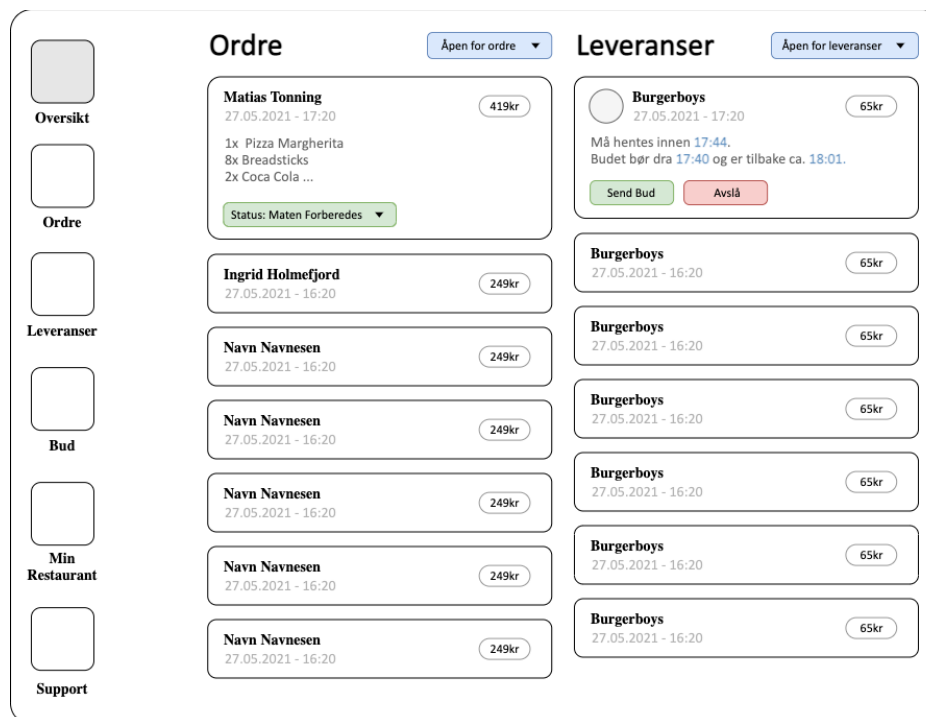 Oversikt
Ordre
Leveranser
Bud
Min
Restaurant
Support
Ordre
Åpen for ordre
Matias Tonning
419kr
27.05.2021 - 17:20
1x Pizza Margherita
8x Breadsticks
2x Coca Cola ...
Status: Maten Forberedes
Ingrid Holmefjord
249kr
27.05.2021 - 16:20
Navn Navnesen
249kr
27.05.2021 - 16:20
Navn Navnesen
249kr
27.05.2021 - 16:20
Navn Navnesen
249kr
27.05.2021 - 16:20
Navn Navnesen
249kr
27.05.2021 - 16:20
Navn Navnesen
249kr
27.05.2021 - 16:20
Leveranser
Åpen for leveranser
Burgerboys
65kr
27.05.2021 - 17:20
Må hentes innen 17:44.
Budet bør dra 17:40 og er tilbake ca. 18:01.
Send Bud
Avslå
Burgerboys
65kr
27.05.2021 - 16:20
Burgerboys
65kr
27.05.2021 - 16:20
Burgerboys
65kr
27.05.2021 - 16:20
Burgerboys
65kr
27.05.2021 - 16:20
Burgerboys
65kr
27.05.2021 - 16:20
Burgerboys
65kr
27.05.2021 - 16:20